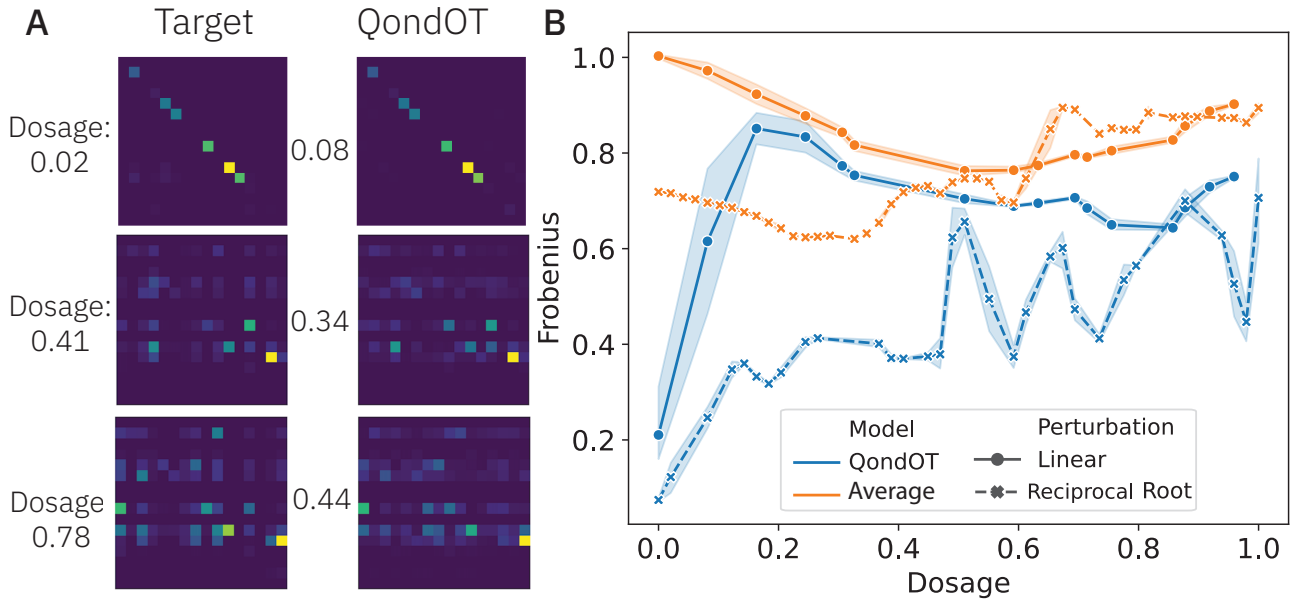 A
Target
QondOT
Dosage:
0.02
0.08
Dosage:
0.41
0.34
Dosage
0.78
0.44
B
Frobenius
1.0
0.8
0.6
0.4
0.2
Model
QondOT
Average
Perturbation
Linear
Reciprocal Root
0.0
0.2
0.4
0.6
0.8
1.0
Dosage